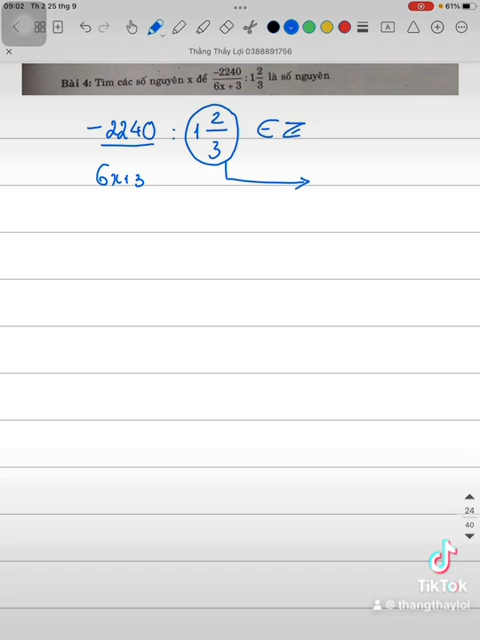 09:02 Th 2 25 thg 9
61%
Thằng Thầy Lợi 0388891756
Bài 4: Tìm các số nguyên x để -2240/6x + 3 : 1 2/3 là số nguyên
-2240 : 1 2/3 ∈ Z
6x+3
24
40
TikTok
@thangthayloi